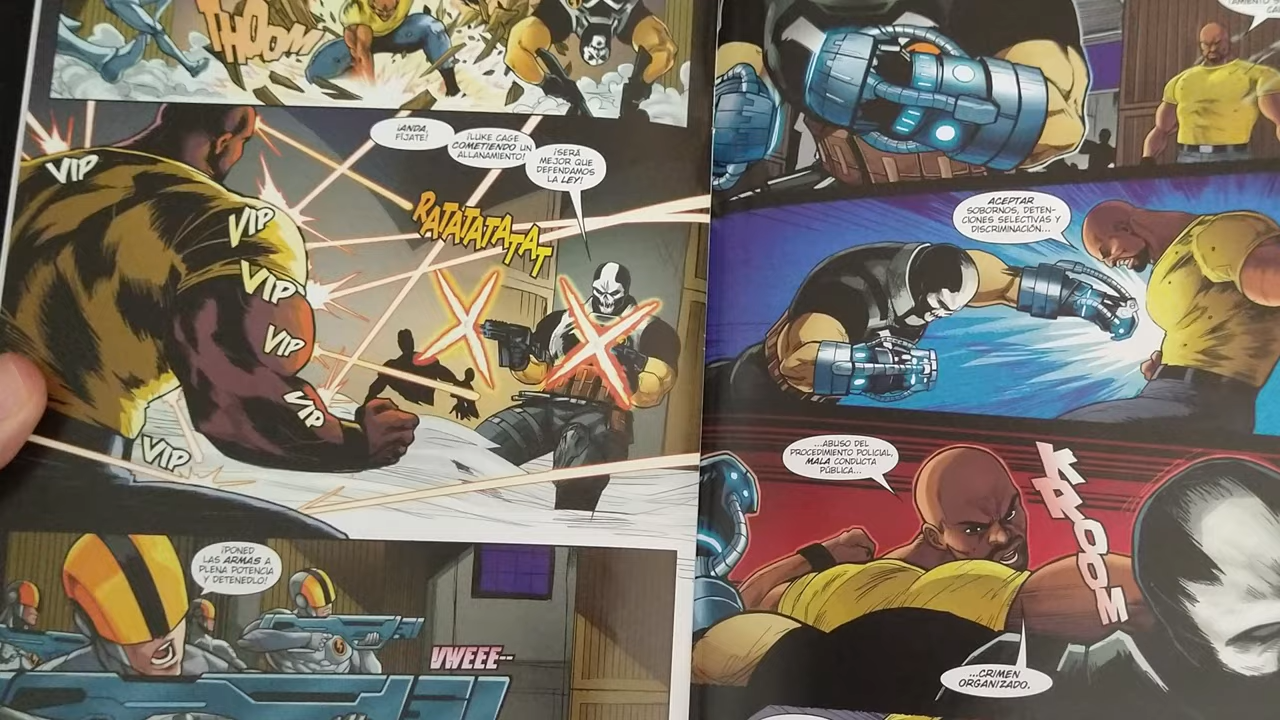 THOOM
¡ANDA,
FÍJATE!
¡LUKE CAGE
COMETIENDO UN
ALLANAMIENTO!
¡SERÁ
MEJOR QUE
DEFENDAMOS
LA LEY!
VIP
VIP
VIP
VIP
VIP
VIP
RATATATATAT
¡PONED
LAS ARMAS A
PLENA POTENCIA
Y DETENEDLO!
VWEEE--
ACEPTAR
SOBORNOS, DETEN-
CIONES SELECTIVAS Y
DISCRIMINACIÓN...
...ABUSO DEL
PROCEDIMIENTO POLICIAL,
MALA CONDUCTA
PÚBLICA...
KROOM
...CRIMEN
ORGANIZADO.